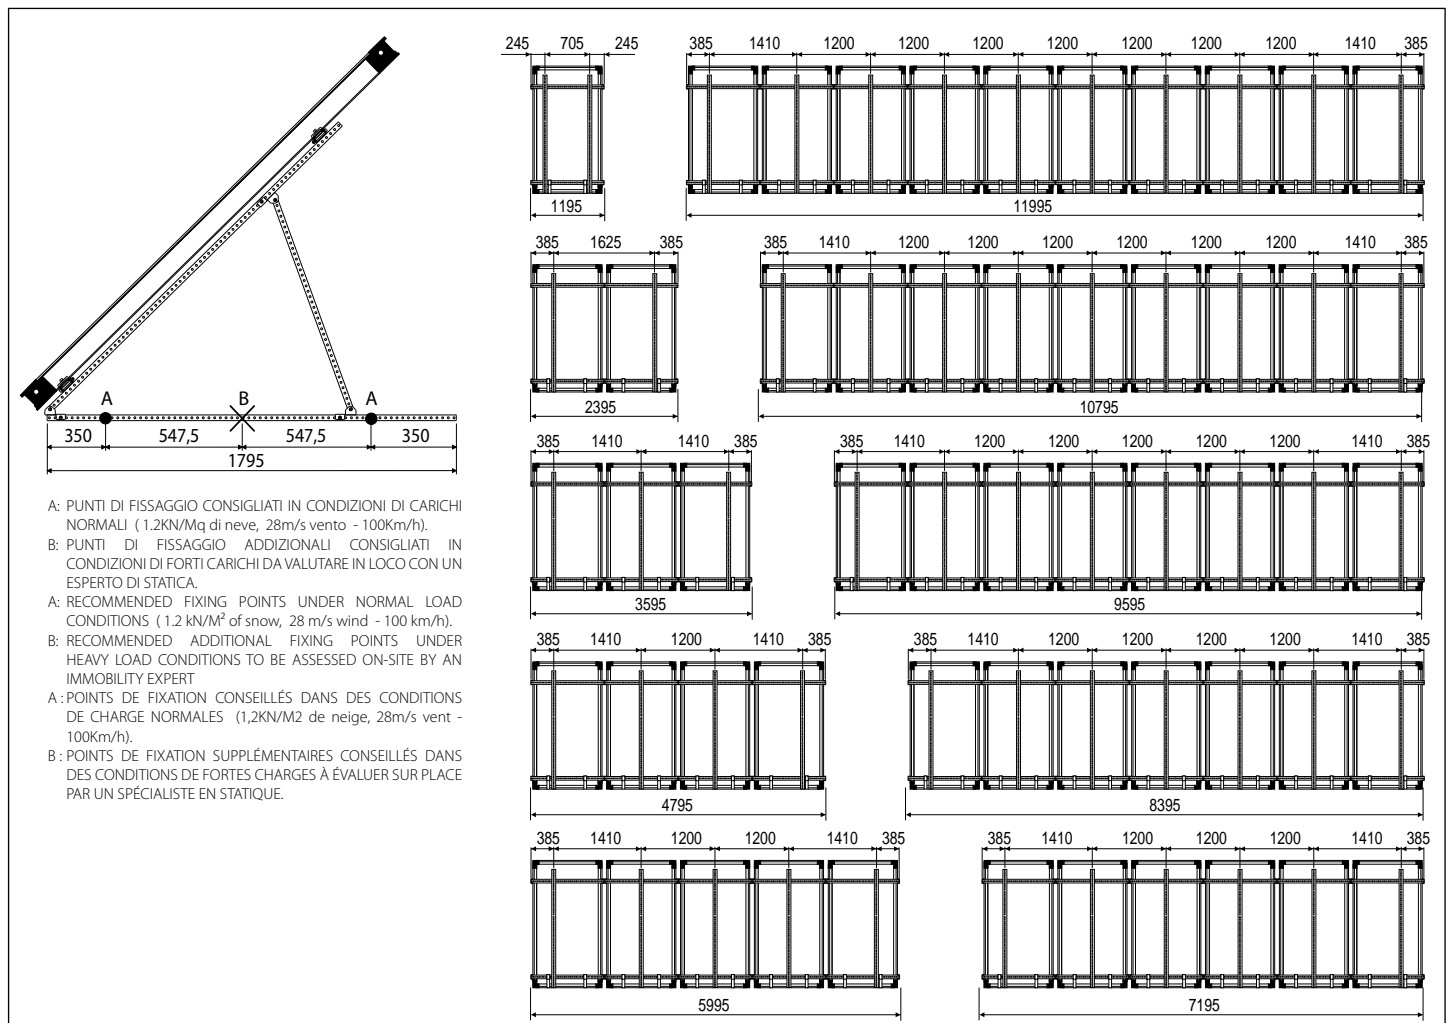 A
B
A
350 547,5 547,5 350
1795
A: PUNTI DI FISSAGGIO CONSIGLIATI IN CONDIZIONI DI CARICHI
NORMALI ( 1.2KN/Mq di neve, 28m/s vento - 100Km/h).
B: PUNTI DI FISSAGGIO ADDIZIONALI CONSIGLIATI IN
CONDIZIONI DI FORTI CARICHI DA VALUTARE IN LOCO CON UN
ESPERTO DI STATICA.
A: RECOMMENDED FIXING POINTS UNDER NORMAL LOAD
CONDITIONS ( 1.2 kN/M² of snow, 28 m/s wind - 100 km/h).
B: RECOMMENDED ADDITIONAL FIXING POINTS UNDER
HEAVY LOAD CONDITIONS TO BE ASSESSED ON-SITE BY AN
IMMOBILITY EXPERT
A : POINTS DE FIXATION CONSEILLÉS DANS DES CONDITIONS
DE CHARGE NORMALES (1,2KN/M2 de neige, 28m/s vent -
100Km/h).
B : POINTS DE FIXATION SUPPLÉMENTAIRES CONSEILLÉS DANS
DES CONDITIONS DE FORTES CHARGES À ÉVALUER SUR PLACE
PAR UN SPÉCIALISTE EN STATIQUE.
245 705 245
1195
385 1410 1200 1200 1200 1200 1200 1200 1200 1410 385
11995
385 1625 385
2395
385 1410 1200 1200 1200 1200 1200 1200 1410 385
10795
385 1410 1410 385
3595
385 1410 1200 1200 1200 1200 1200 1410 385
9595
385 1410 1200 1410 385
4795
385 1410 1200 1200 1200 1200 1410 385
8395
385 1410 1200 1200 1410 385
5995
385 1410 1200 1200 1200 1410 385
7195